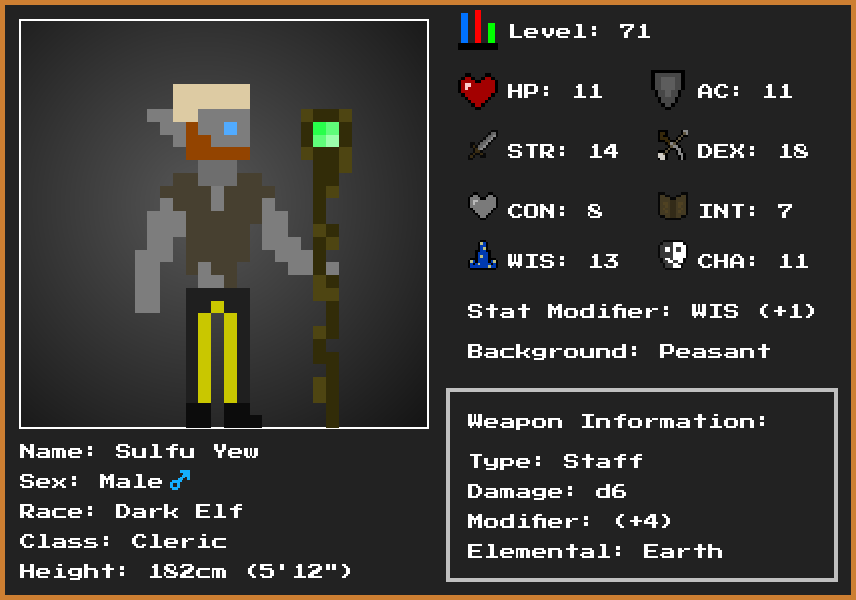 Level: 71
HP: 11 AC: 11
STR: 14 DEX: 18
CON: 8 INT: 7
WIS: 13 CHA: 11
Stat Modifier: WIS (+1)
Background: Peasant
Weapon Information:
Type: Staff
Damage: d6
Modifier: (+4)
Elemental: Earth
Name: Sulfu Yew
Sex: Male♂
Race: Dark Elf
Class: Cleric
Height: 182cm (5'12")